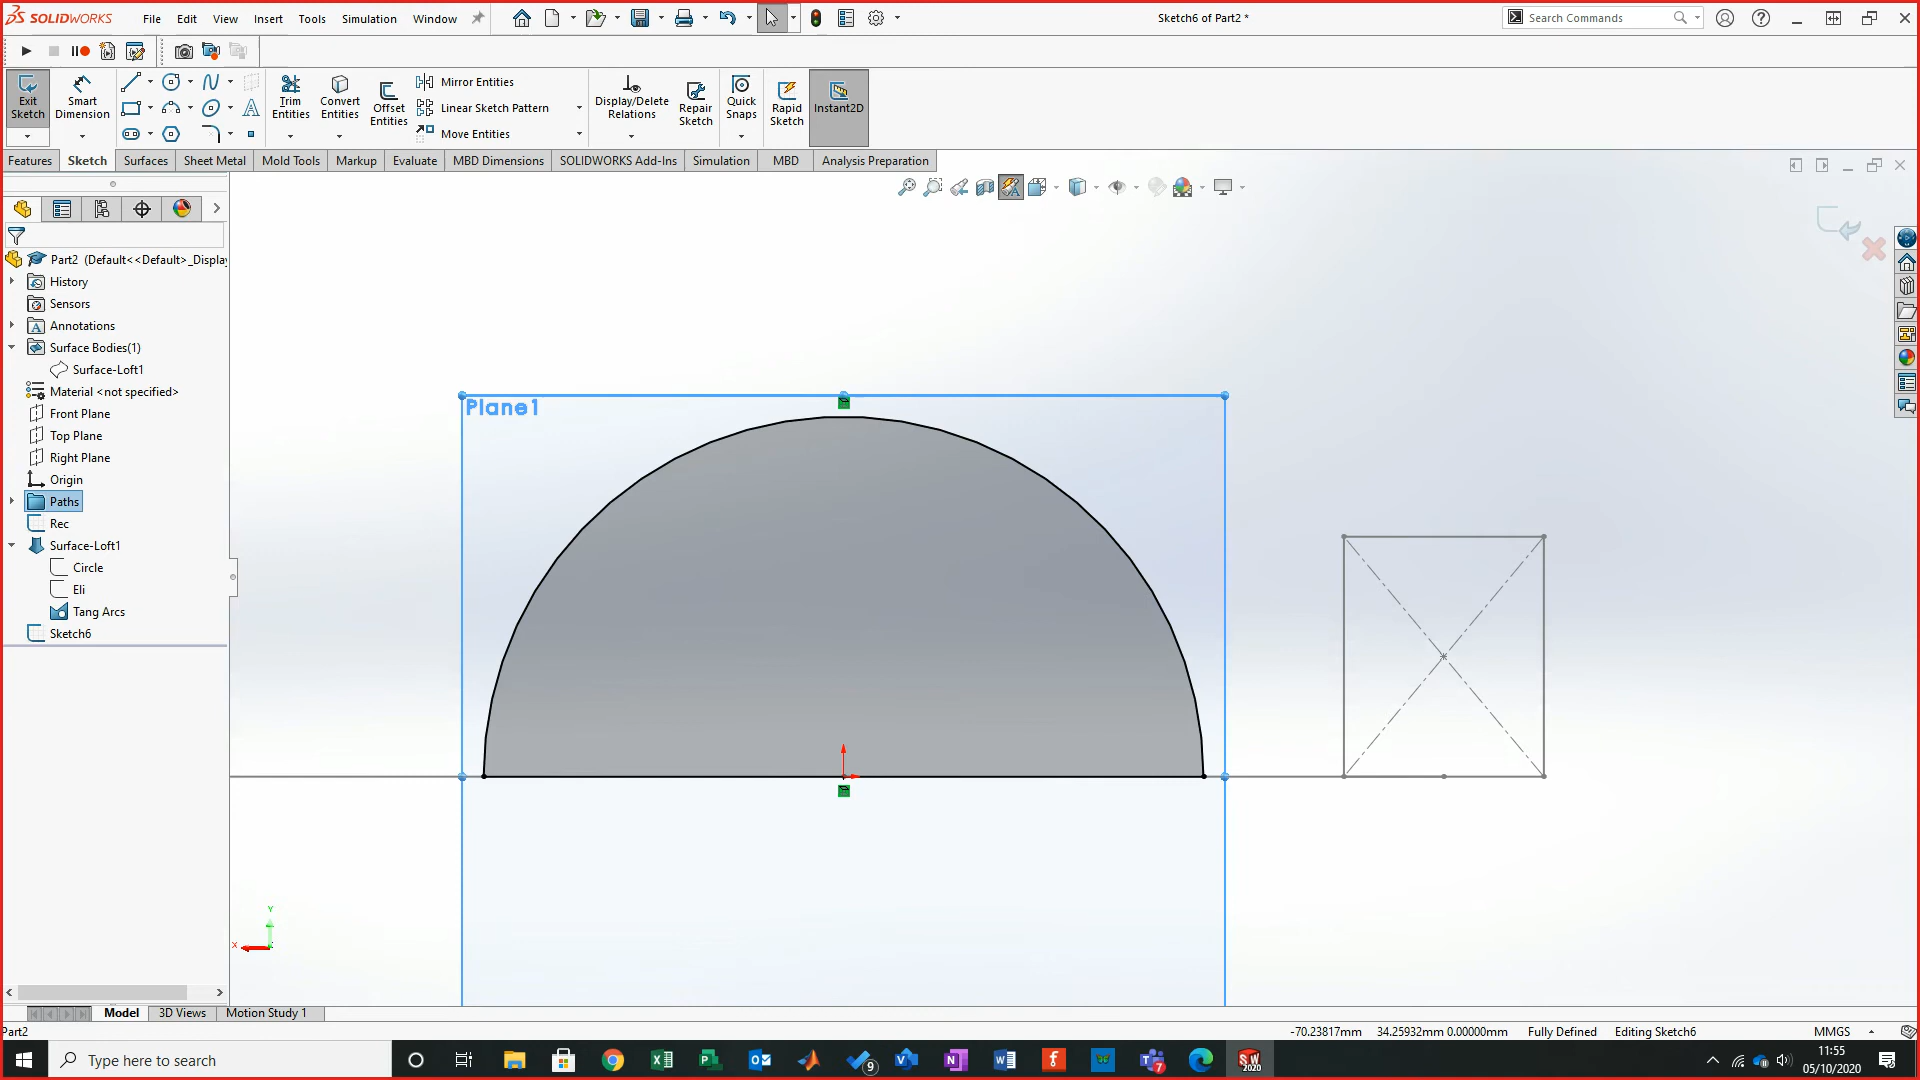 SOLIDWORKS
File Edit View Insert Tools Simulation Window
Sketch6 of Part2 *
Search Commands
Exit Sketch
Smart Dimension
Trim Entities
Convert Entities
Offset Entities
Mirror Entities
Linear Sketch Pattern
Move Entities
Display/Delete Relations
Repair Sketch
Quick Snaps
Rapid Sketch
Instant2D
Features Sketch Surfaces Sheet Metal Mold Tools Markup Evaluate MBD Dimensions SOLIDWORKS Add-Ins Simulation MBD Analysis Preparation
Part2 (Default<<Default>_Display
History
Sensors
Annotations
Surface Bodies(1)
Surface-Loft1
Material <not specified>
Front Plane
Top Plane
Right Plane
Origin
Paths
Rec
Surface-Loft1
Circle
Eli
Tang Arcs
Sketch6
Plane1
Y
X
Model 3D Views Motion Study 1
Part2
-70.23817mm 34.25932mm 0.00000mm Fully Defined Editing Sketch6 MMGS
Type here to search
9
7
SW 2020
11:55
05/10/2020